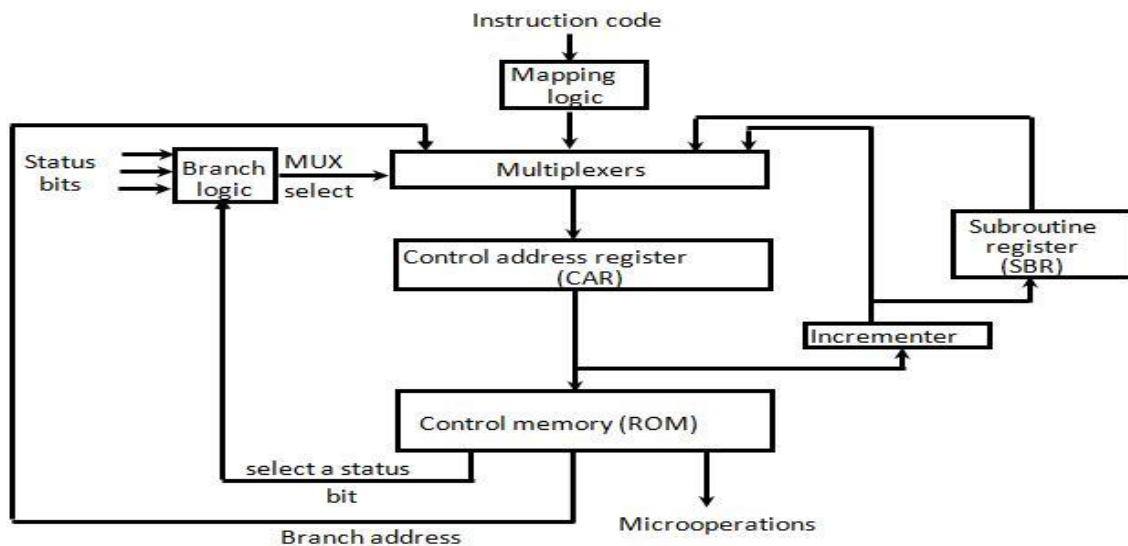 Instruction code
Mapping
logic
Status
bits
Branch
logic
MUX
select
Multiplexers
Control address register
(CAR)
Subroutine
register
(SBR)
Incrementer
Control memory (ROM)
select a status
bit
Branch address
Microoperations